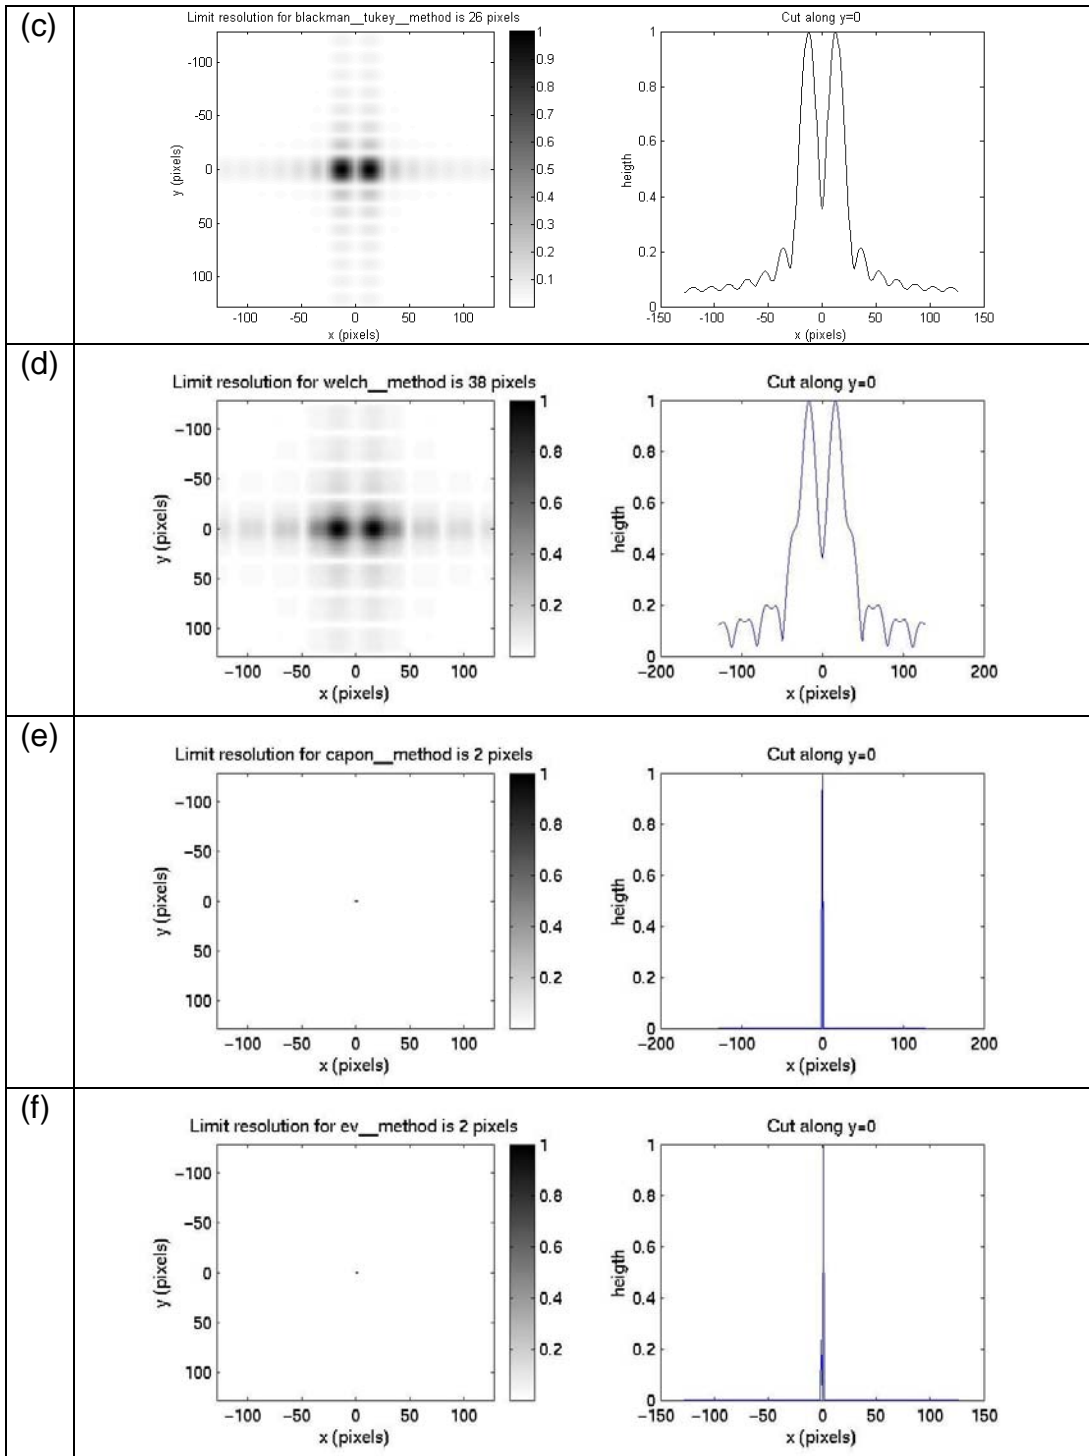 (c)
Limit resolution for blackman__tukey__method is 26 pixels
-100
-50
0
50
100
y (pixels)
-100 -50 0 50 100
x (pixels)
1
0.9
0.8
0.7
0.6
0.5
0.4
0.3
0.2
0.1
Cut along y=0
1
0.8
0.6
0.4
0.2
0
heigth
-150 -100 -50 0 50 100 150
x (pixels)
(d)
Limit resolution for welch__method is 38 pixels
−100
−50
0
50
100
y (pixels)
−100 −50 0 50 100
x (pixels)
1
0.8
0.6
0.4
0.2
Cut along y=0
1
0.8
0.6
0.4
0.2
0
heigth
−200 −100 0 100 200
x (pixels)
(e)
Limit resolution for capon__method is 2 pixels
−100
−50
0
50
100
y (pixels)
−100 −50 0 50 100
x (pixels)
1
0.8
0.6
0.4
0.2
Cut along y=0
1
0.8
0.6
0.4
0.2
0
heigth
−200 −100 0 100 200
x (pixels)
(f)
Limit resolution for ev__method is 2 pixels
−100
−50
0
50
100
y (pixels)
−100 −50 0 50 100
x (pixels)
1
0.8
0.6
0.4
0.2
Cut along y=0
1
0.8
0.6
0.4
0.2
0
heigth
−150 −100 −50 0 50 100 150
x (pixels)